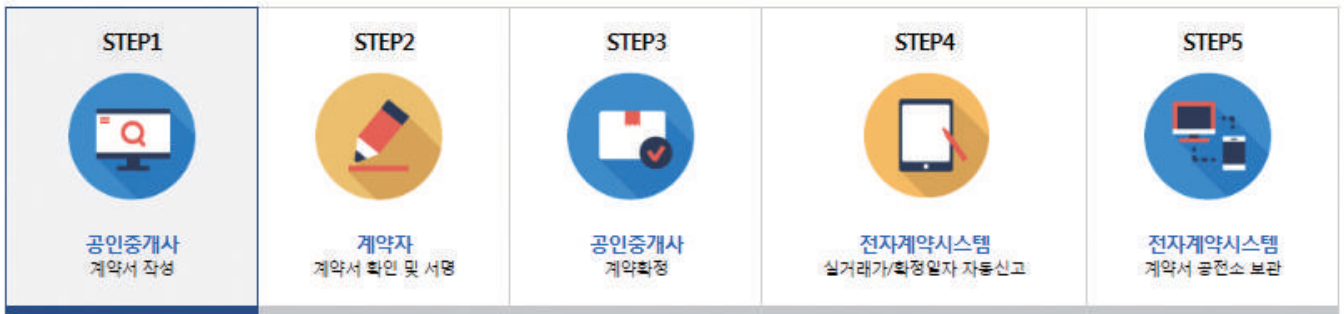 STEP1
공인중개사
계약서 작성
STEP2
계약자
계약서 확인 및 서명
STEP3
공인중개사
계약확정
STEP4
전자계약시스템
실거래가/확정일자 자동신고
STEP5
전자계약시스템
계약서 공전소 보관